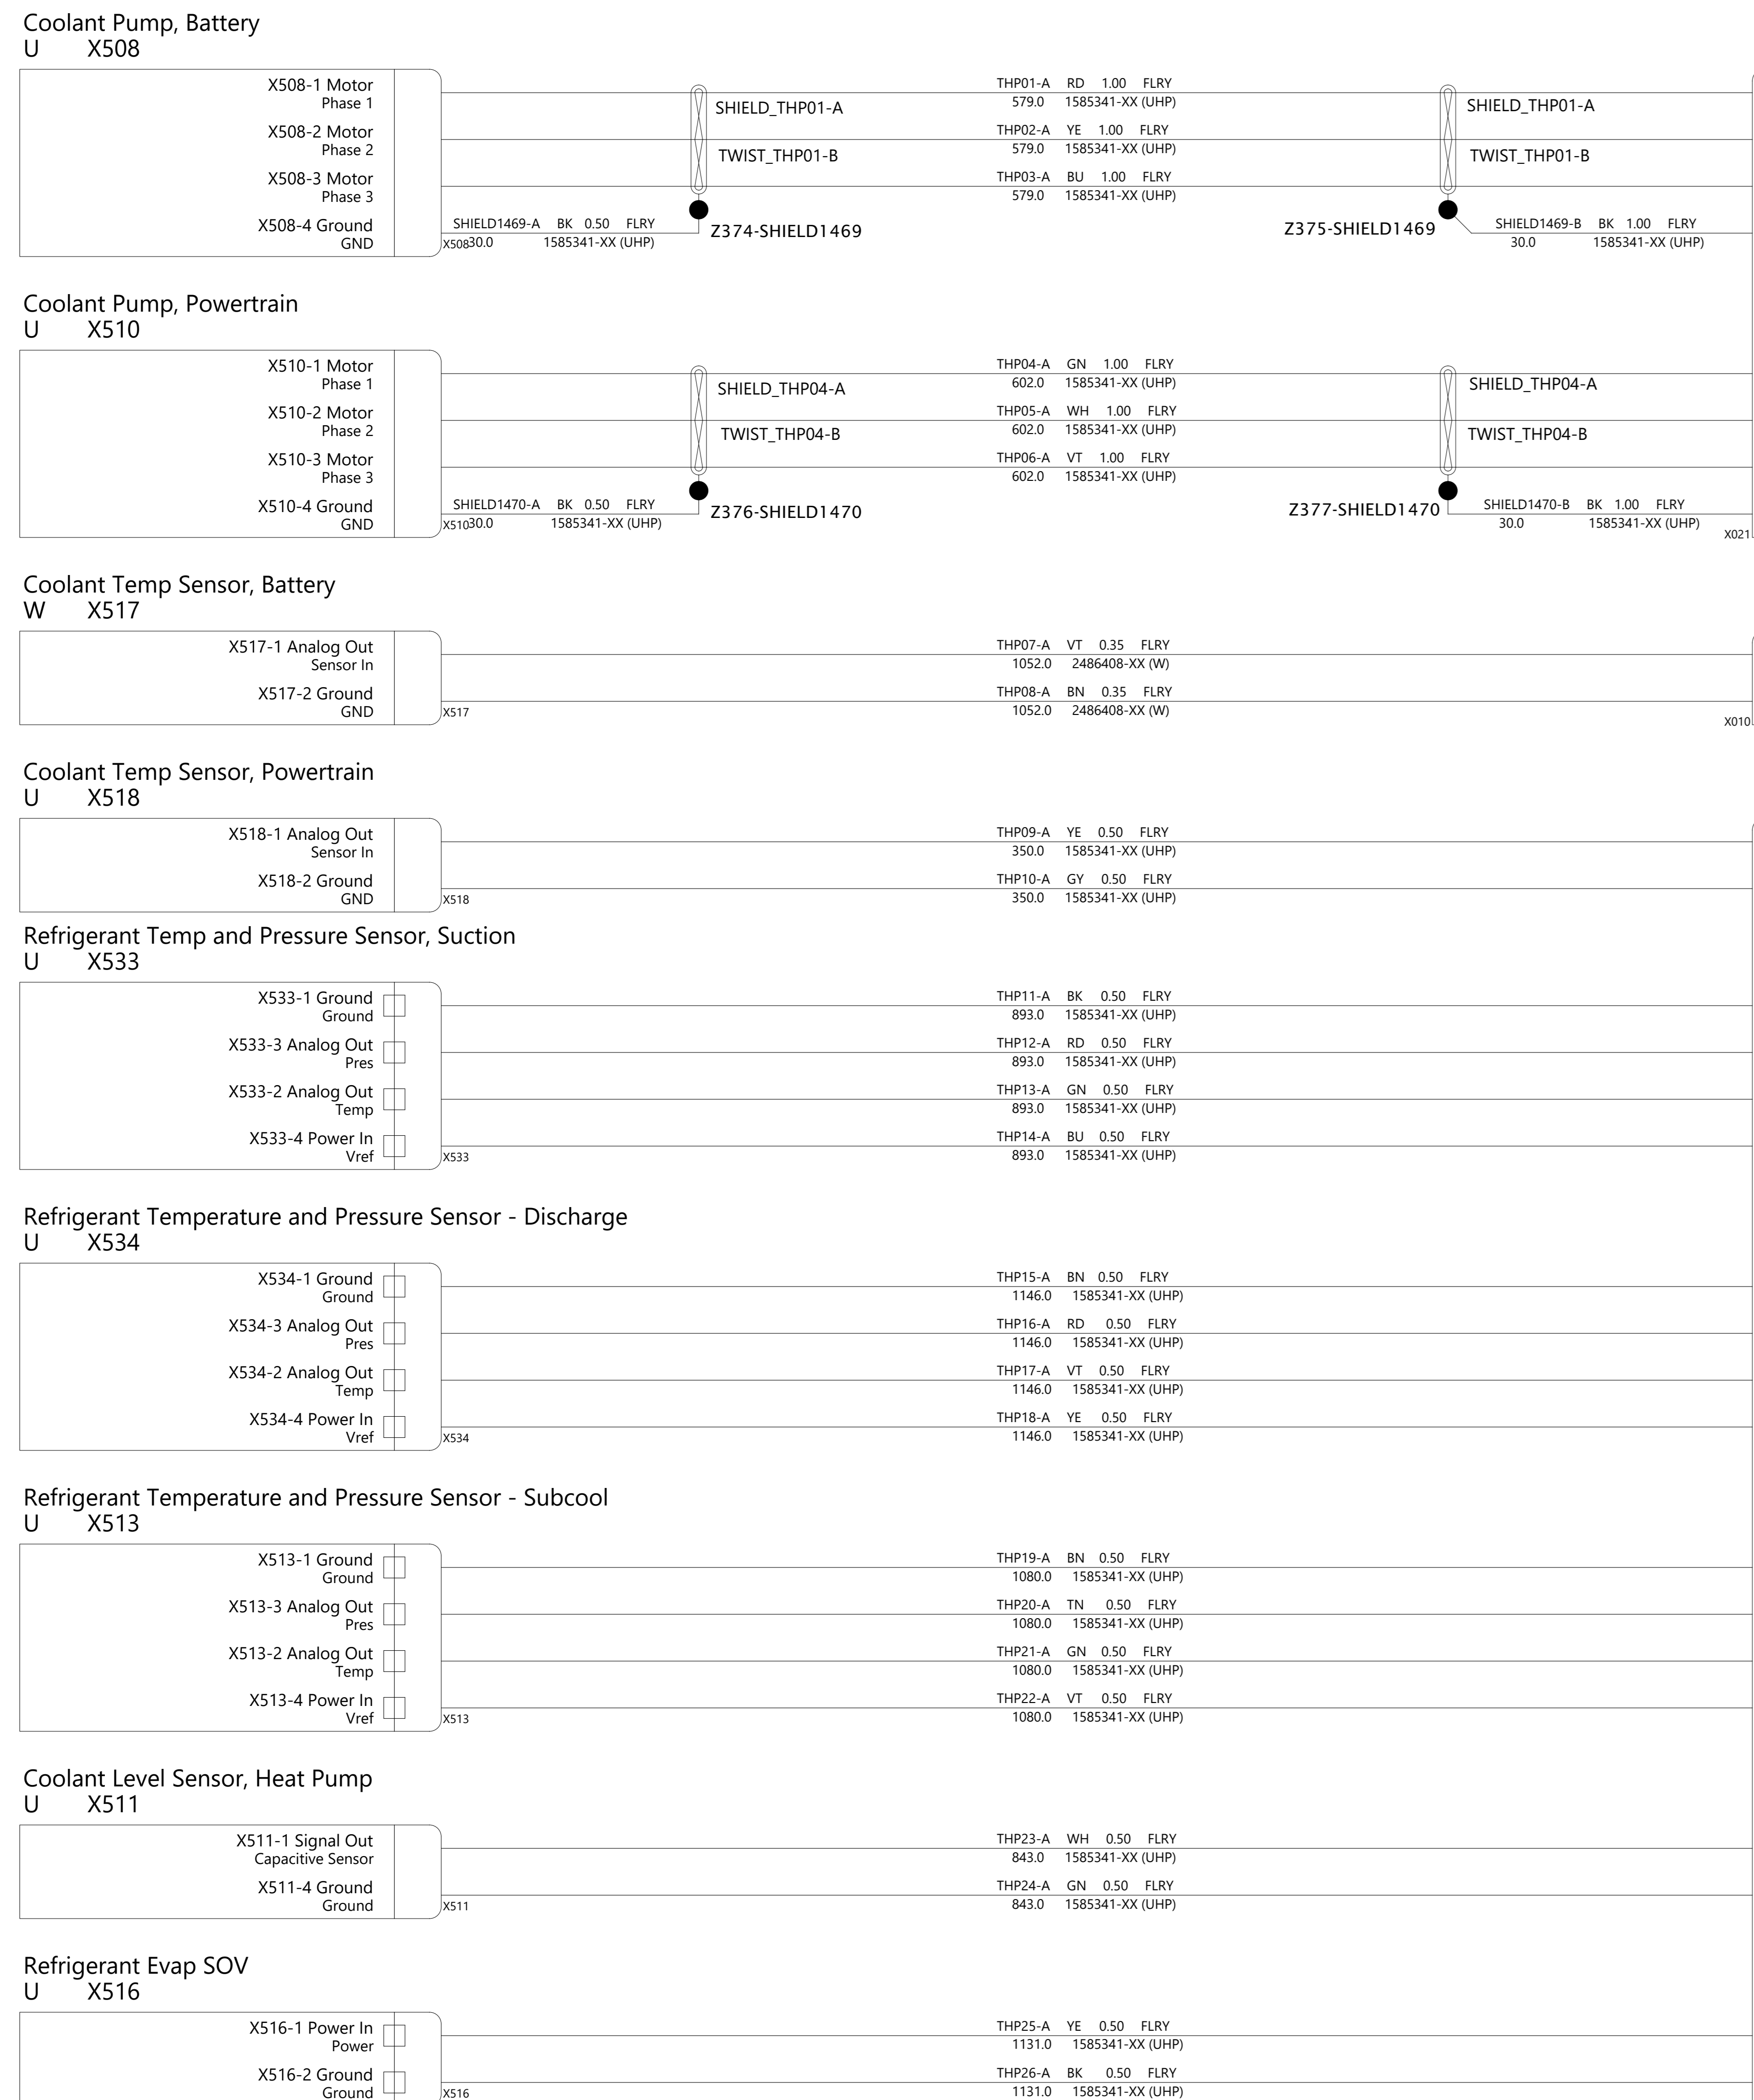 Coolant Pump, Battery
U X508
X508-1 Motor
Phase 1
THP01-A RD 1.00 FLRY
579.0 1585341-XX (UHP)
SHIELD_THP01-A
SHIELD_THP01-A
X508-2 Motor
Phase 2
THP02-A YE 1.00 FLRY
579.0 1585341-XX (UHP)
TWIST_THP01-B
TWIST_THP01-B
X508-3 Motor
Phase 3
THP03-A BU 1.00 FLRY
579.0 1585341-XX (UHP)
X508-4 Ground
GND
X508
SHIELD1469-A BK 0.50 FLRY
30.0 1585341-XX (UHP)
Z374-SHIELD1469
Z375-SHIELD1469
SHIELD1469-B BK 1.00 FLRY
30.0 1585341-XX (UHP)
Coolant Pump, Powertrain
U X510
X510-1 Motor
Phase 1
THP04-A GN 1.00 FLRY
602.0 1585341-XX (UHP)
SHIELD_THP04-A
SHIELD_THP04-A
X510-2 Motor
Phase 2
THP05-A WH 1.00 FLRY
602.0 1585341-XX (UHP)
TWIST_THP04-B
TWIST_THP04-B
X510-3 Motor
Phase 3
THP06-A VT 1.00 FLRY
602.0 1585341-XX (UHP)
X510-4 Ground
GND
X510
SHIELD1470-A BK 0.50 FLRY
30.0 1585341-XX (UHP)
Z376-SHIELD1470
Z377-SHIELD1470
SHIELD1470-B BK 1.00 FLRY
30.0 1585341-XX (UHP)
X021
Coolant Temp Sensor, Battery
W X517
X517-1 Analog Out
Sensor In
THP07-A VT 0.35 FLRY
1052.0 2486408-XX (W)
X517-2 Ground
GND
X517
THP08-A BN 0.35 FLRY
1052.0 2486408-XX (W)
X010
Coolant Temp Sensor, Powertrain
U X518
X518-1 Analog Out
Sensor In
THP09-A YE 0.50 FLRY
350.0 1585341-XX (UHP)
X518-2 Ground
GND
X518
THP10-A GY 0.50 FLRY
350.0 1585341-XX (UHP)
Refrigerant Temp and Pressure Sensor, Suction
U X533
X533-1 Ground
Ground
THP11-A BK 0.50 FLRY
893.0 1585341-XX (UHP)
X533-3 Analog Out
Pres
THP12-A RD 0.50 FLRY
893.0 1585341-XX (UHP)
X533-2 Analog Out
Temp
THP13-A GN 0.50 FLRY
893.0 1585341-XX (UHP)
X533-4 Power In
Vref
X533
THP14-A BU 0.50 FLRY
893.0 1585341-XX (UHP)
Refrigerant Temperature and Pressure Sensor - Discharge
U X534
X534-1 Ground
Ground
THP15-A BN 0.50 FLRY
1146.0 1585341-XX (UHP)
X534-3 Analog Out
Pres
THP16-A RD 0.50 FLRY
1146.0 1585341-XX (UHP)
X534-2 Analog Out
Temp
THP17-A VT 0.50 FLRY
1146.0 1585341-XX (UHP)
X534-4 Power In
Vref
X534
THP18-A YE 0.50 FLRY
1146.0 1585341-XX (UHP)
Refrigerant Temperature and Pressure Sensor - Subcool
U X513
X513-1 Ground
Ground
THP19-A BN 0.50 FLRY
1080.0 1585341-XX (UHP)
X513-3 Analog Out
Pres
THP20-A TN 0.50 FLRY
1080.0 1585341-XX (UHP)
X513-2 Analog Out
Temp
THP21-A GN 0.50 FLRY
1080.0 1585341-XX (UHP)
X513-4 Power In
Vref
X513
THP22-A VT 0.50 FLRY
1080.0 1585341-XX (UHP)
Coolant Level Sensor, Heat Pump
U X511
X511-1 Signal Out
Capacitive Sensor
THP23-A WH 0.50 FLRY
843.0 1585341-XX (UHP)
X511-4 Ground
Ground
X511
THP24-A GN 0.50 FLRY
843.0 1585341-XX (UHP)
Refrigerant Evap SOV
U X516
X516-1 Power In
Power
THP25-A YE 0.50 FLRY
1131.0 1585341-XX (UHP)
X516-2 Ground
Ground
X516
THP26-A BK 0.50 FLRY
1131.0 1585341-XX (UHP)